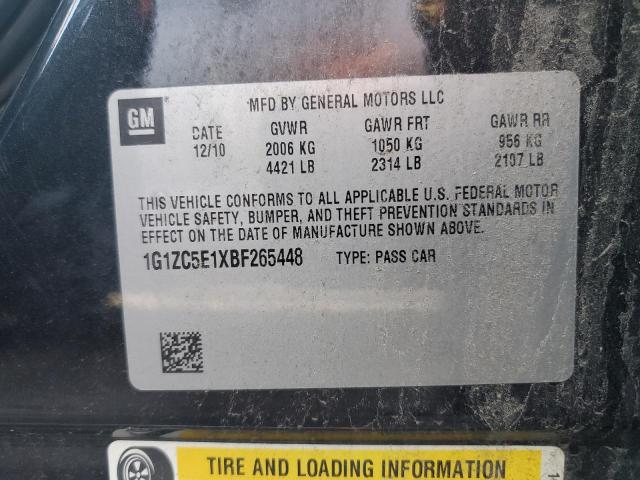 MFD BY GENERAL MOTORS LLC
GM
DATE GVWR GAWR FRT GAWR RR
12/10 2006 KG 1050 KG 956 KG
4421 LB 2314 LB 2107 LB
THIS VEHICLE CONFORMS TO ALL APPLICABLE U.S. FEDERAL MOTOR
VEHICLE SAFETY, BUMPER, AND THEFT PREVENTION STANDARDS IN
EFFECT ON THE DATE OF MANUFACTURE SHOWN ABOVE.
1G1ZC5E1XBF265448 TYPE: PASS CAR
TIRE AND LOADING INFORMATION